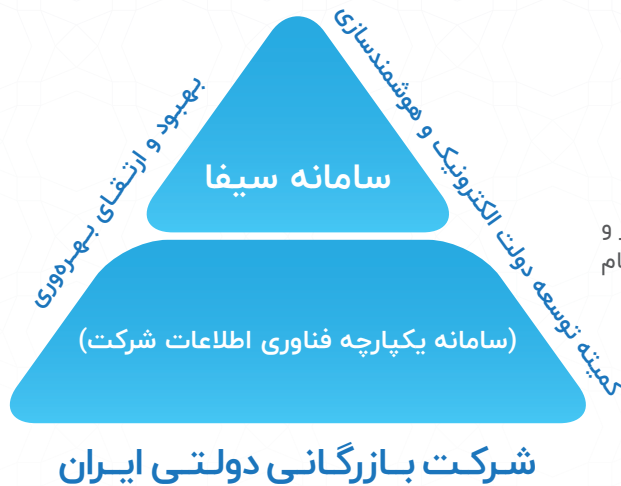 کمیته توسعه دولت الکترونیک و هوشمندسازی
بهبود و ارتقای بهره‌وری
سامانه سیفا
(سامانه یکپارچه فناوری اطلاعات شرکت)
شرکت بازرگانی دولتی ایران
و